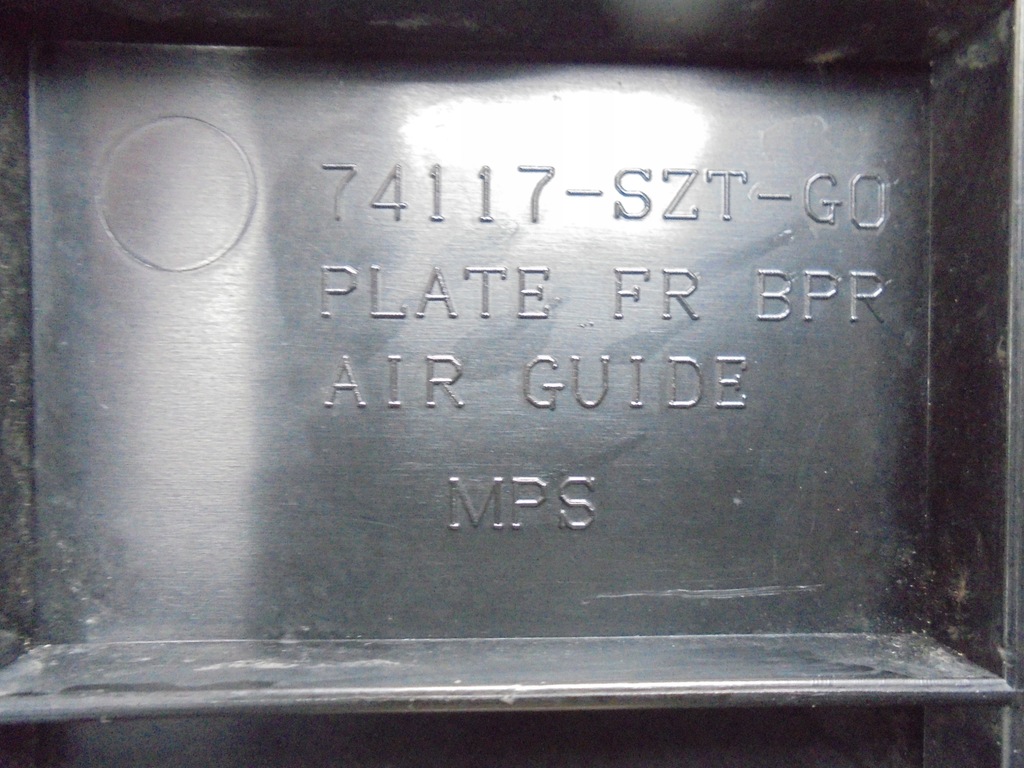 74117-SZT-G0
PLATE FR BPR
AIR GUIDE
MPS